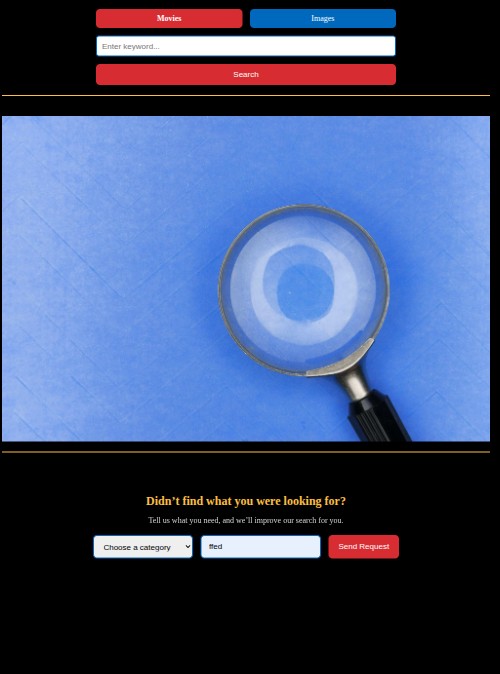 Movies
Images
Enter keyword...
Search
Didn't find what you were looking for?
Tell us what you need, and we'll improve our search for you.
Choose a category
ffed
Send Request